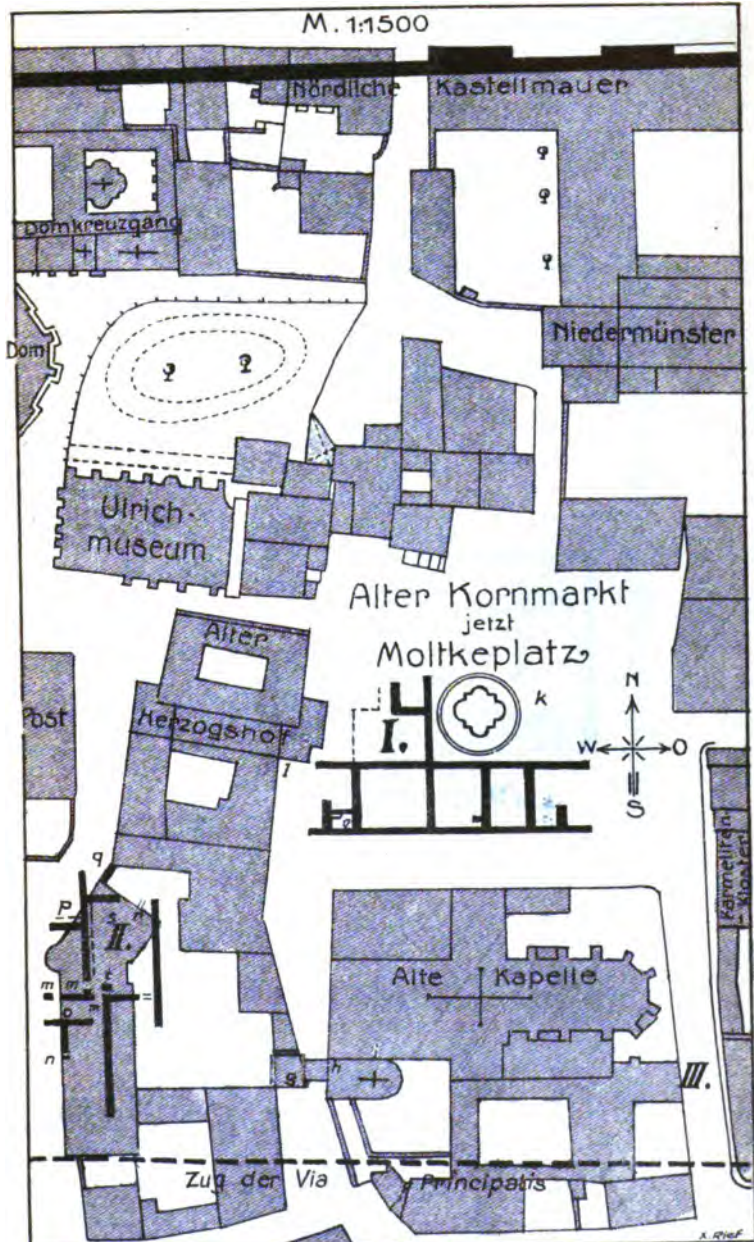 M. 1:1500
Nördliche Kastellmauer
Domkreuzgang
Dom
Niedermünster
Ulrich-
museum
Alter Kornmarkt
jetzt
Moltkeplatz
Alter
Herzogshof
Post
I.
k
N
W O
S
l
Karmeliten-
Kloster
q
P
s
II.
m m t
o
n
Alte Kapelle
g h
III.
Zug der Via Principalis
X. Rief